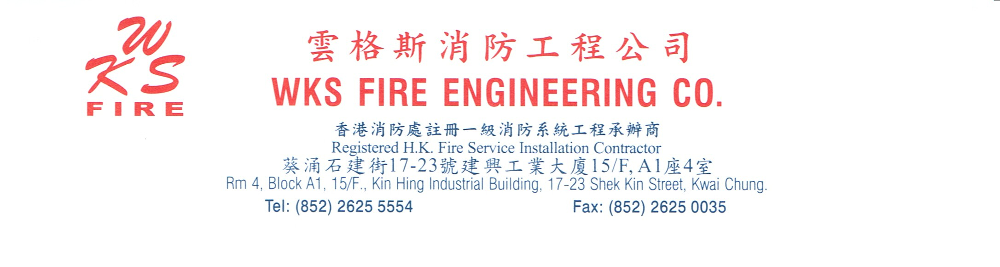 WKS
FIRE
雲格斯消防工程公司
WKS FIRE ENGINEERING CO.
香港消防處註冊一級消防系統工程承辦商
Registered H.K. Fire Service Installation Contractor
葵涌石建街17-23號建興工業大廈15/F, A1座4室
Rm 4, Block A1, 15/F., Kin Hing Industrial Building, 17-23 Shek Kin Street, Kwai Chung.
Tel: (852) 2625 5554 Fax: (852) 2625 0035